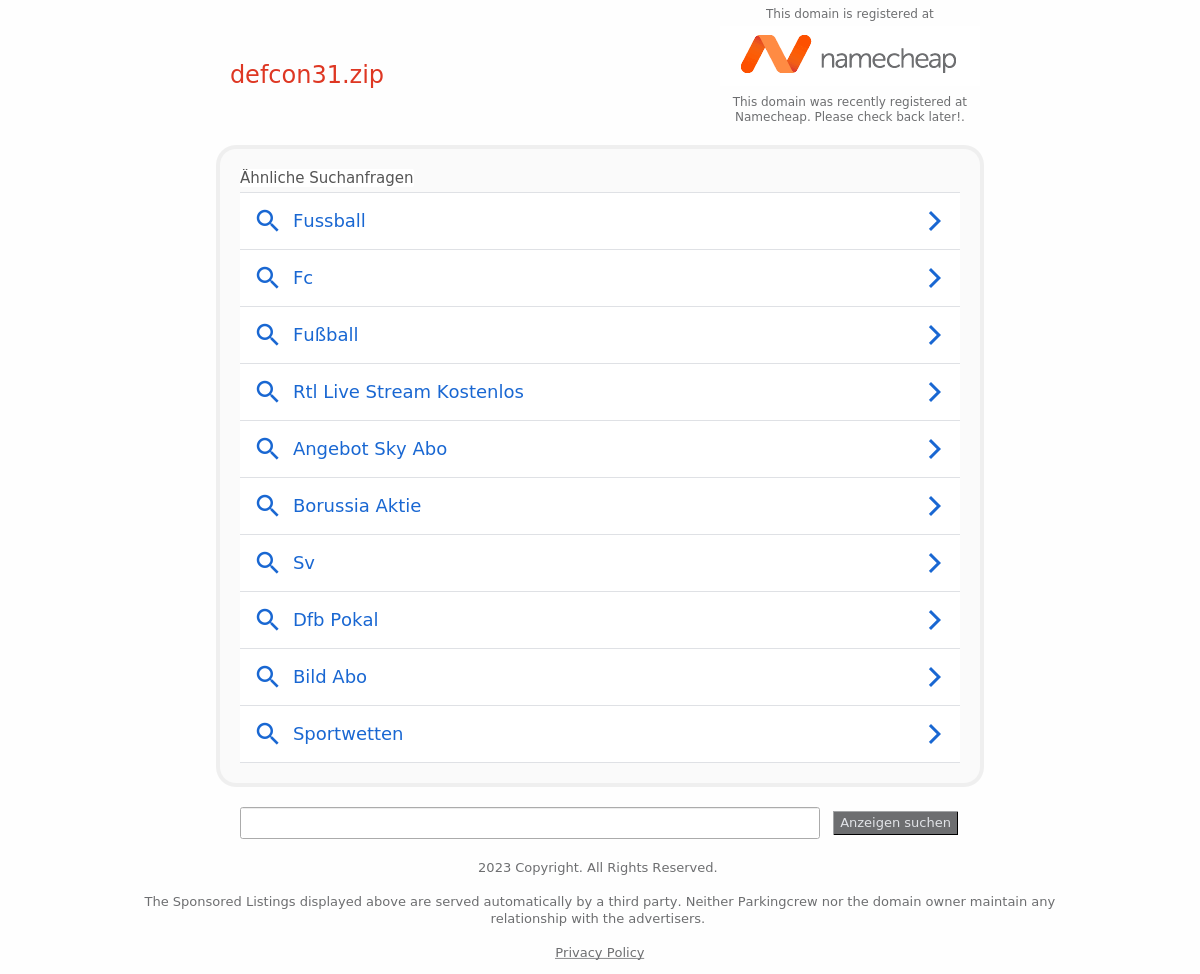 This domain is registered at
namecheap
defcon31.zip
This domain was recently registered at
Namecheap. Please check back later!.
Ähnliche Suchanfragen
Fussball
Fc
Fußball
Rtl Live Stream Kostenlos
Angebot Sky Abo
Borussia Aktie
Sv
Dfb Pokal
Bild Abo
Sportwetten
Anzeigen suchen
2023 Copyright. All Rights Reserved.
The Sponsored Listings displayed above are served automatically by a third party. Neither Parkingcrew nor the domain owner maintain any
relationship with the advertisers.
Privacy Policy